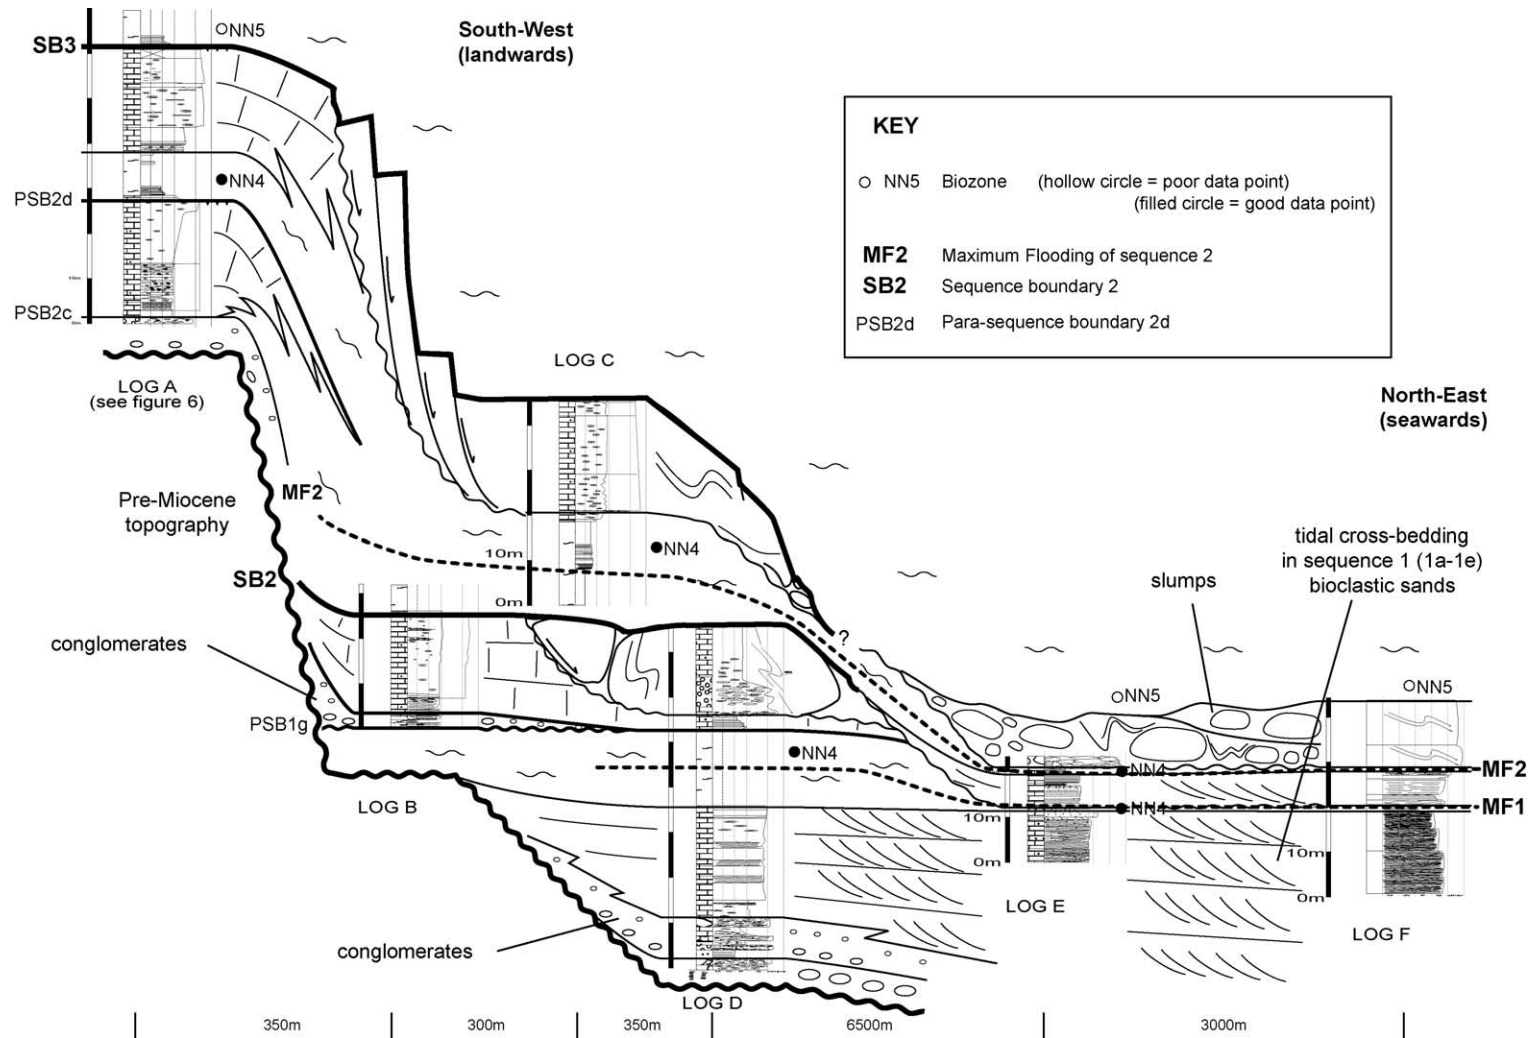 NN5
SB3
South-West
(landwards)
KEY
NN5 Biozone (hollow circle = poor data point)
(filled circle = good data point)
MF2 Maximum Flooding of sequence 2
SB2 Sequence boundary 2
PSB2d Para-sequence boundary 2d
NN4
PSB2d
PSB2c
LOG A
(see figure 6)
LOG C
North-East
(seawards)
Pre-Miocene
topography
MF2
NN4
10m
0m
SB2
tidal cross-bedding
in sequence 1 (1a-1e)
bioclastic sands
slumps
conglomerates
?
NN5
NN5
PSB1g
NN4
NN4
MF2
LOG B
NN4
MF1
10m
0m
10m
0m
LOG E
LOG F
conglomerates
LOG D
350m 300m 350m 6500m 3000m